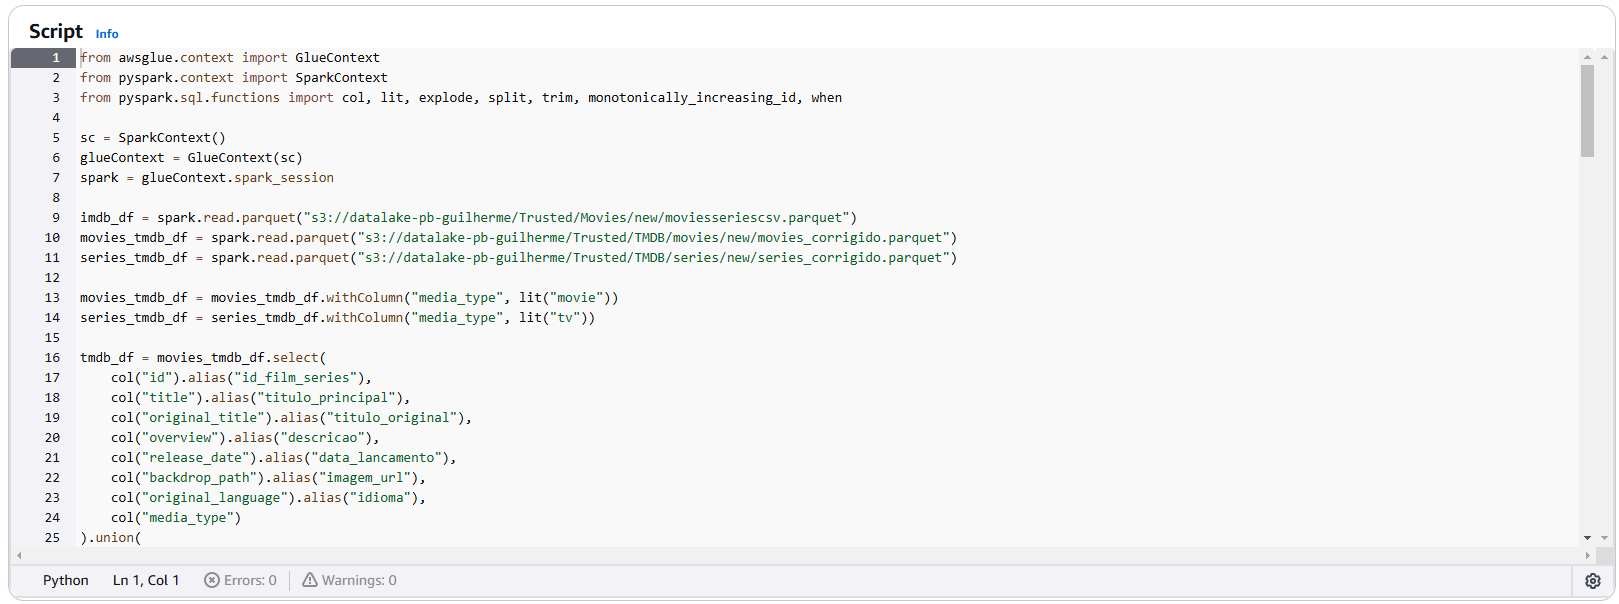 Script Info
1 from awsglue.context import GlueContext
2 from pyspark.context import SparkContext
3 from pyspark.sql.functions import col, lit, explode, split, trim, monotonically_increasing_id, when
4
5 sc = SparkContext()
6 glueContext = GlueContext(sc)
7 spark = glueContext.spark_session
8
9 imdb_df = spark.read.parquet("s3://datalake-pb-guilherme/Trusted/Movies/new/moviesseriescsv.parquet")
10 movies_tmdb_df = spark.read.parquet("s3://datalake-pb-guilherme/Trusted/TMDB/movies/new/movies_corrigido.parquet")
11 series_tmdb_df = spark.read.parquet("s3://datalake-pb-guilherme/Trusted/TMDB/series/new/series_corrigido.parquet")
12
13 movies_tmdb_df = movies_tmdb_df.withColumn("media_type", lit("movie"))
14 series_tmdb_df = series_tmdb_df.withColumn("media_type", lit("tv"))
15
16 tmdb_df = movies_tmdb_df.select(
17     col("id").alias("id_film_series"),
18     col("title").alias("titulo_principal"),
19     col("original_title").alias("titulo_original"),
20     col("overview").alias("descricao"),
21     col("release_date").alias("data_lancamento"),
22     col("backdrop_path").alias("imagem_url"),
23     col("original_language").alias("idioma"),
24     col("media_type")
25 ).union(
Python Ln 1, Col 1 Errors: 0 Warnings: 0